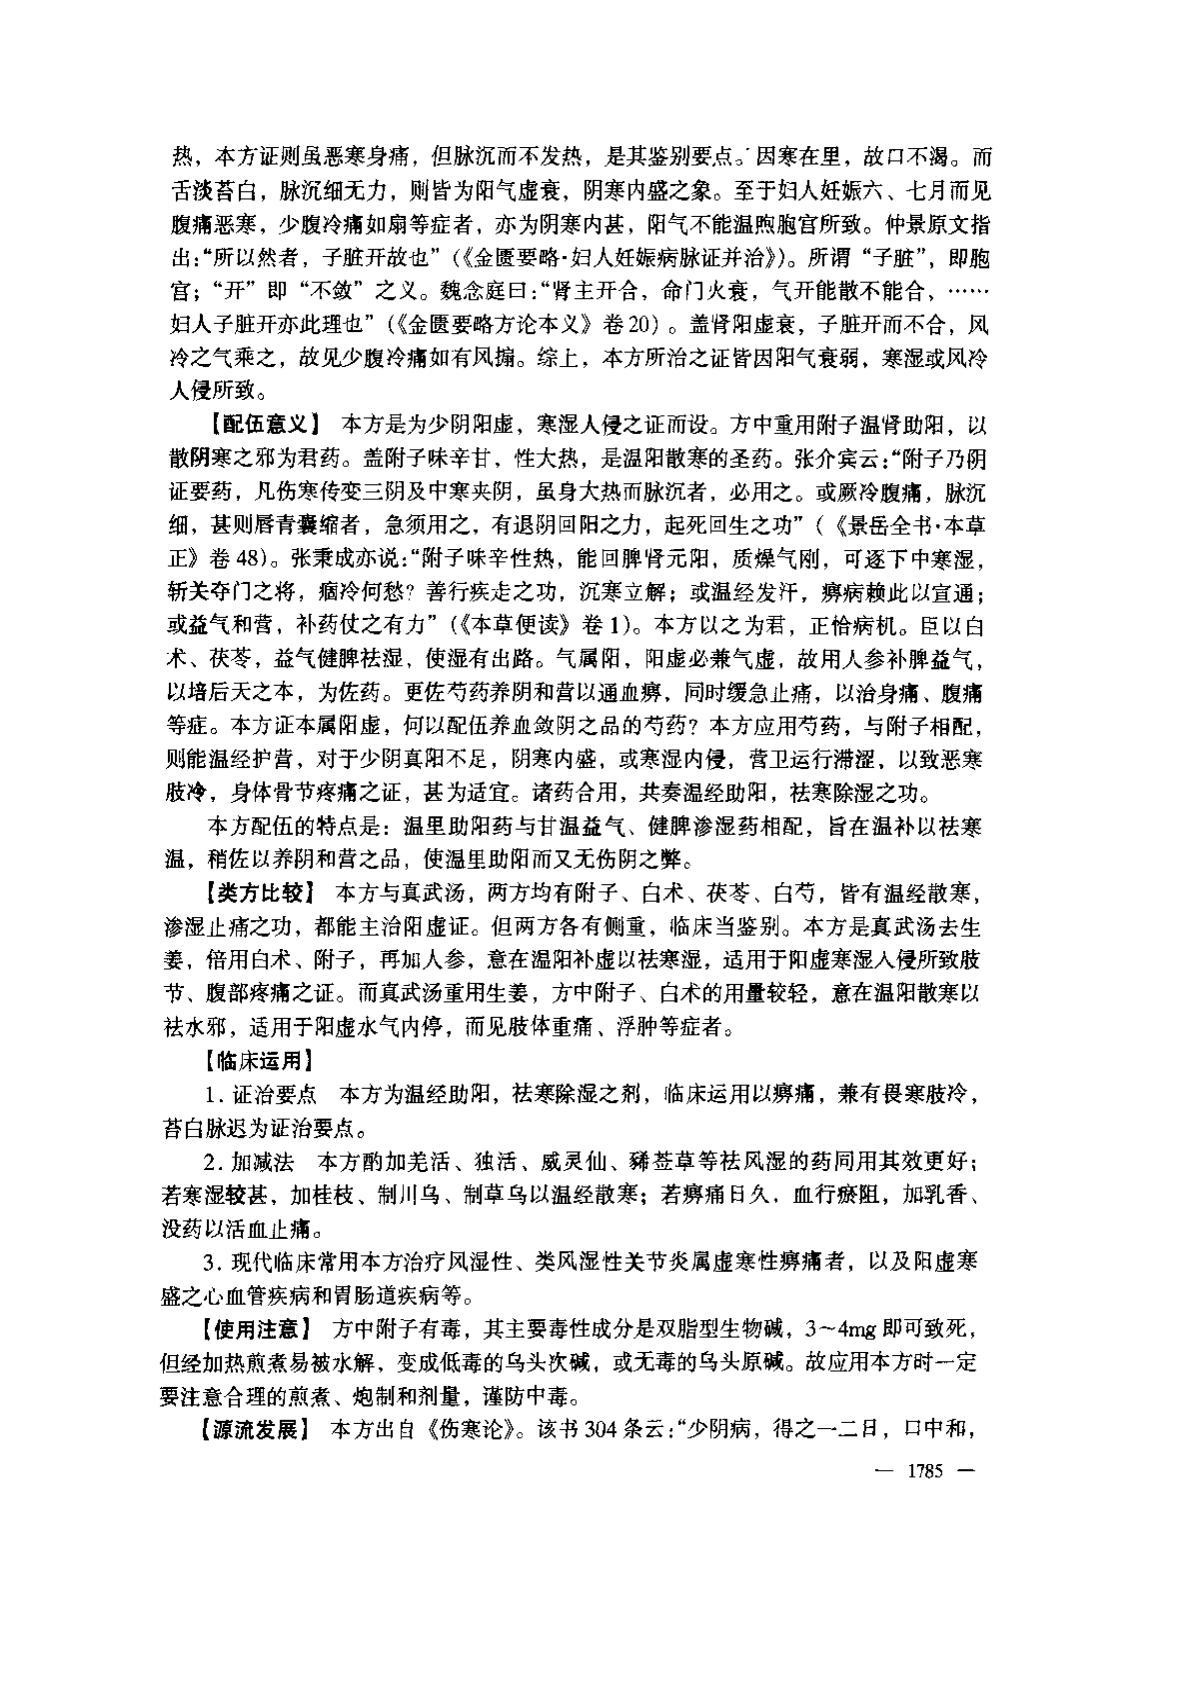 热，本方证则虽恶寒身痛，但脉沉而不发热，是其鉴别要点。因寒在里，故口不渴。而
舌淡苔白，脉沉细无力，则皆为阳气虚衰，阴寒内盛之象。至于妇人妊娠六、七月而见
腹痛恶寒，少腹冷痛如扇等症者，亦为阴寒内甚，阳气不能温煦胞宫所致。仲景原文指
出：“所以然者，子脏开故也”（《金匮要略·妇人妊娠病脉证并治》）。所谓“子脏”，即胞
宫；“开”即“不敛”之义。魏念庭曰：“肾主开合，命门火衰，气开能散不能合，……
妇人子脏开亦此理也”（《金匮要略方论本义》卷20）。盖肾阳虚衰，子脏开而不合，风
冷之气乘之，故见少腹冷痛如有风搧。综上，本方所治之证皆因阳气衰弱，寒湿或风冷
人侵所致。
【配伍意义】 本方是为少阴阳虚，寒湿人侵之证而设。方中重用附子温肾助阳，以
散阴寒之邪为君药。盖附子味辛甘，性大热，是温阳散寒的圣药。张介宾云：“附子乃阴
证要药，凡伤寒传变三阴及中寒夹阴，虽身大热而脉沉者，必用之。或厥冷腹痛，脉沉
细，甚则唇青囊缩者，急须用之，有退阴回阳之力，起死回生之功”（《景岳全书·本草
正》卷48）。张秉成亦说：“附子味辛性热，能回脾肾元阳，质燥气刚，可逐下中寒湿，
斩关夺门之将，痼冷何愁？善行疾走之功，沉寒立解；或温经发汗，痹病赖此以宣通；
或益气和营，补药仗之有力”（《本草便读》卷1）。本方以之为君，正恰病机。臣以白
术、茯苓，益气健脾祛湿，使湿有出路。气属阳，阳虚必兼气虚，故用人参补脾益气，
以培后天之本，为佐药。更佐芍药养阴和营以通血痹，同时缓急止痛，以治身痛、腹痛
等症。本方证本属阳虚，何以配伍养血敛阴之品的芍药？本方应用芍药，与附子相配，
则能温经护营，对于少阴真阳不足，阴寒内盛，或寒湿内侵，营卫运行滞涩，以致恶寒
肢冷，身体骨节疼痛之证，甚为适宜。诸药合用，共奏温经助阳，祛寒除湿之功。
本方配伍的特点是：温里助阳药与甘温益气、健脾渗湿药相配，旨在温补以祛寒
温，稍佐以养阴和营之品，使温里助阳而又无伤阴之弊。
【类方比较】 本方与真武汤，两方均有附子、白术、茯苓、白芍，皆有温经散寒，
渗湿止痛之功，都能主治阳虚证。但两方各有侧重，临床当鉴别。本方是真武汤去生
姜，倍用白术、附子，再加人参，意在温阳补虚以祛寒湿，适用于阳虚寒湿入侵所致肢
节、腹部疼痛之证。而真武汤重用生姜，方中附子、白术的用量较轻，意在温阳散寒以
祛水邪，适用于阳虚水气内停，而见肢体重痛、浮肿等症者。
【临床运用】
1. 证治要点 本方为温经助阳，祛寒除湿之剂，临床运用以痹痛，兼有畏寒肢冷，
苔白脉迟为证治要点。
2. 加减法 本方酌加羌活、独活、威灵仙、豨莶草等祛风湿的药同用其效更好；
若寒湿较甚，加桂枝、制川乌、制草乌以温经散寒；若痹痛日久，血行瘀阻，加乳香、
没药以活血止痛。
3. 现代临床常用本方治疗风湿性、类风湿性关节炎属虚寒性痹痛者，以及阳虚寒
盛之心血管疾病和胃肠道疾病等。
【使用注意】 方中附子有毒，其主要毒性成分是双脂型生物碱，3～4mg即可致死，
但经加热煎煮易被水解，变成低毒的乌头次碱，或无毒的乌头原碱。故应用本方时一定
要注意合理的煎煮、炮制和剂量，谨防中毒。
【源流发展】 本方出自《伤寒论》。该书304条云：“少阴病，得之一二日，口中和，
— 1785 —